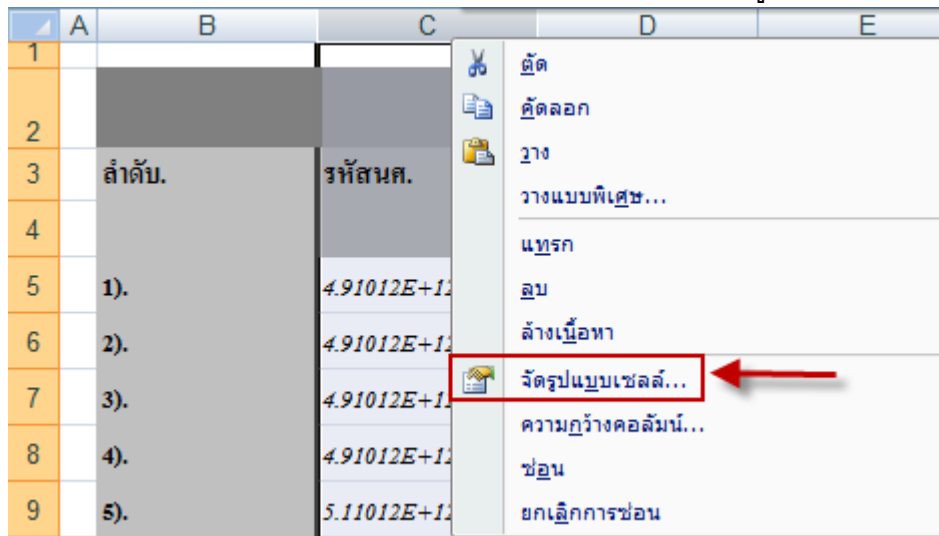 A B C D E
1
2
3 ลำดับ. รหัสนศ.
4
5 1). 4.91012E+12
6 2). 4.91012E+12
7 3). 4.91012E+12
8 4). 4.91012E+12
9 5). 5.11012E+12
ตัด
คัดลอก
วาง
วางแบบพิเศษ...
แทรก
ลบ
ล้างเนื้อหา
จัดรูปแบบเซลล์...
ความกว้างคอลัมน์...
ซ่อน
ยกเลิกการซ่อน